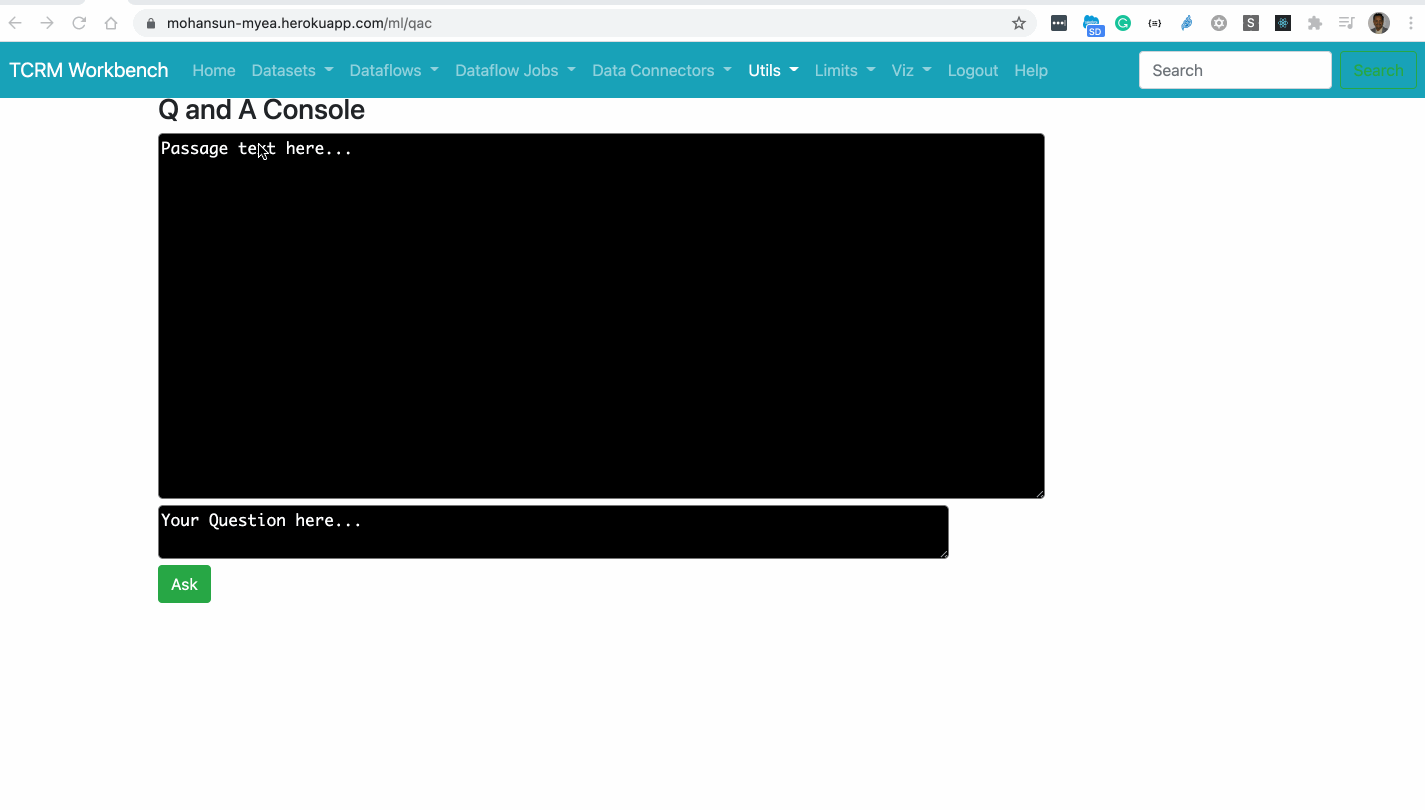 mohansun-myea.herokuapp.com/ml/qac
SD
S
TCRM Workbench Home Datasets Dataflows Dataflow Jobs Data Connectors Utils Limits Viz Logout Help Search Search
Q and A Console
Passage text here...
Your Question here...
Ask